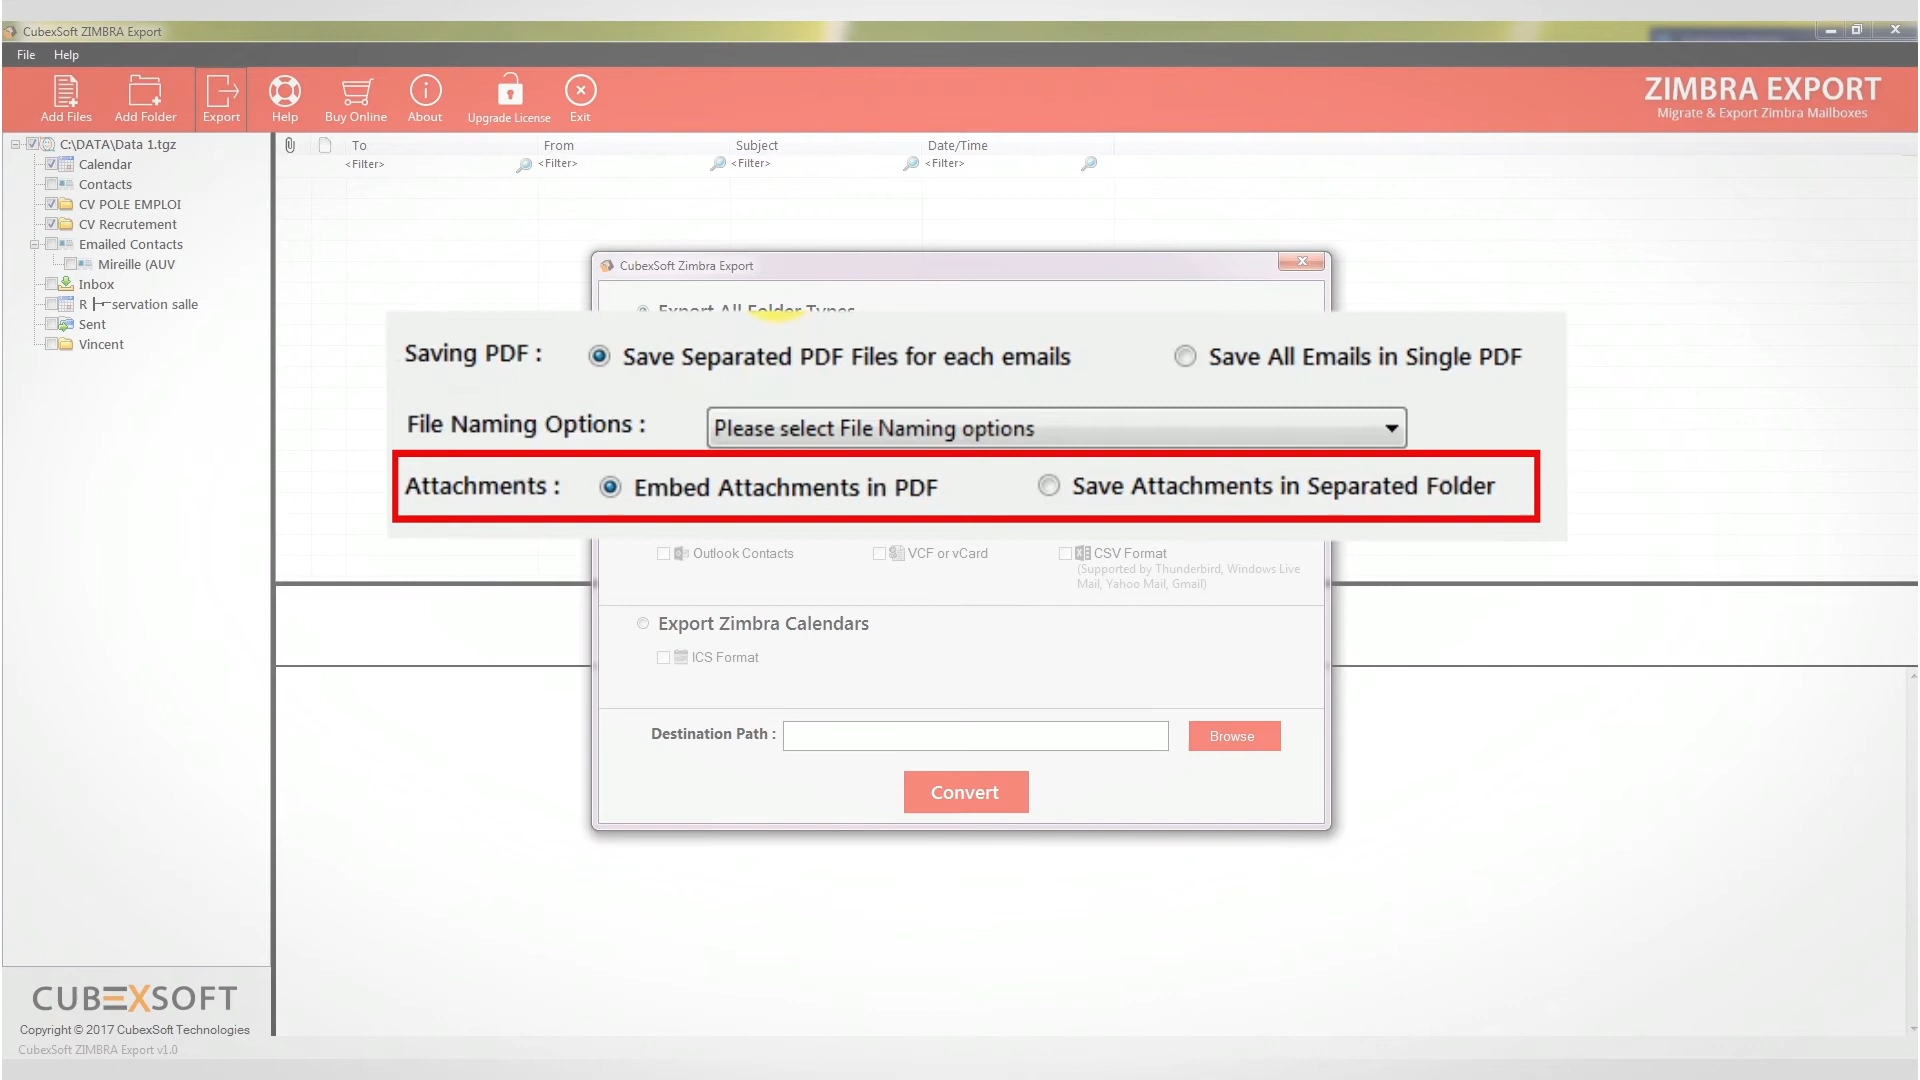 CubexSoft ZIMBRA Export
File Help
Add Files Add Folder Export Help Buy Online About Upgrade License Exit
ZIMBRA EXPORT
Migrate & Export Zimbra Mailboxes
C:\DATA\Data 1.tgz
Calendar
Contacts
CV POLE EMPLOI
CV Recrutement
Emailed Contacts
Mireille (AUV
Inbox
R├servation salle
Sent
Vincent
To From Subject Date/Time
<Filter> <Filter> <Filter> <Filter>
CubexSoft Zimbra Export
Export All Folder Types
Saving PDF : Save Separated PDF Files for each emails Save All Emails in Single PDF
File Naming Options : Please select File Naming options
Attachments : Embed Attachments in PDF Save Attachments in Separated Folder
Outlook Contacts VCF or vCard CSV Format
(Supported by Thunderbird, Windows Live
Mail, Yahoo Mail, Gmail)
Export Zimbra Calendars
ICS Format
Destination Path : Browse
Convert
CUBEXSOFT
Copyright © 2017 CubexSoft Technologies
CubexSoft ZIMBRA Export v1.0